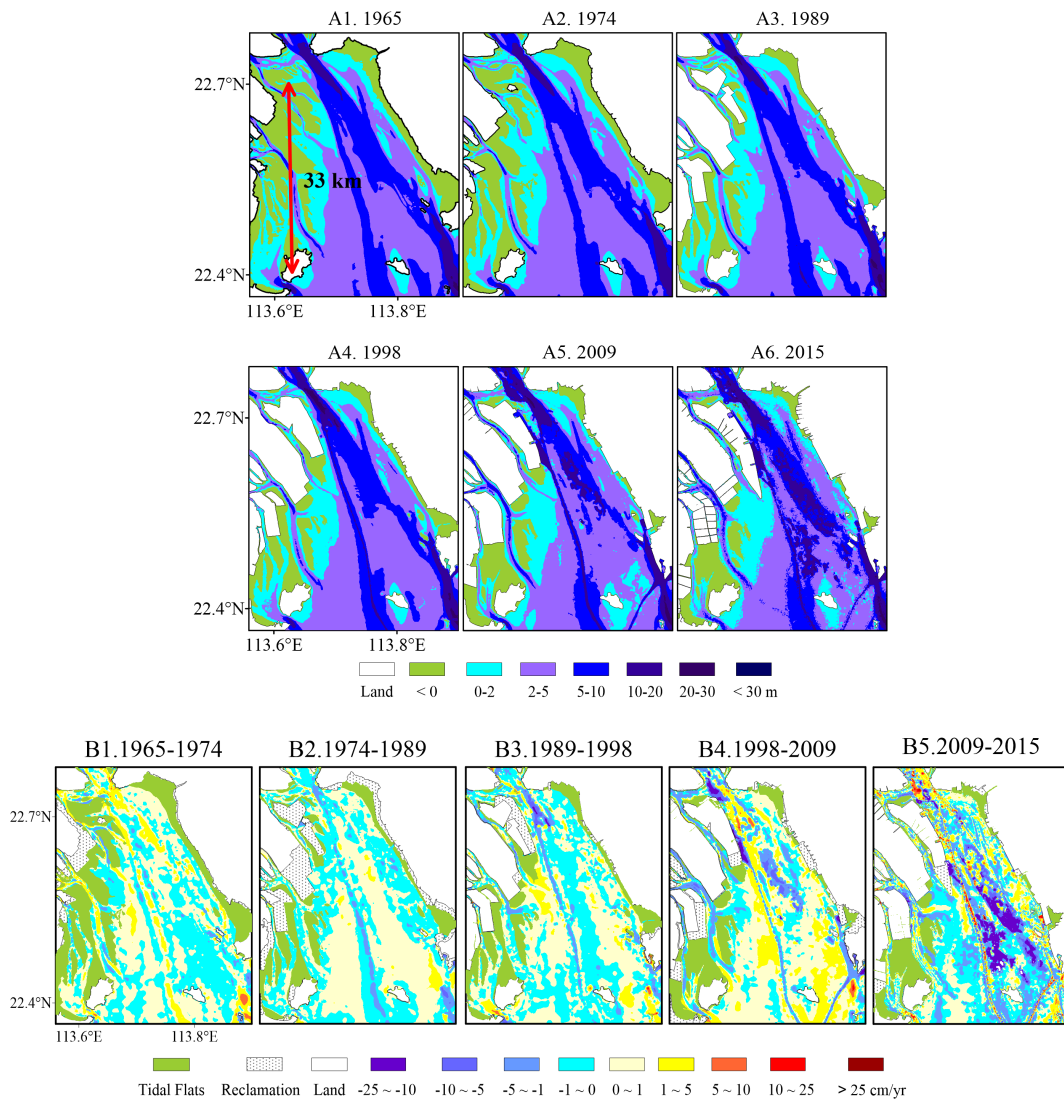 A1. 1965
A2. 1974
A3. 1989
22.7°N
33 km
22.4°N
113.6°E
113.8°E
A4. 1998
A5. 2009
A6. 2015
22.7°N
22.4°N
113.6°E
113.8°E
Land
< 0
0-2
2-5
5-10
10-20
20-30
< 30 m
B1.1965-1974
B2.1974-1989
B3.1989-1998
B4.1998-2009
B5.2009-2015
22.7°N
22.4°N
113.6°E
113.8°E
Tidal Flats
Reclamation
Land
-25 ~ -10
-10 ~ -5
-5 ~ -1
-1 ~ 0
0 ~ 1
1 ~ 5
5 ~ 10
10 ~ 25
> 25 cm/yr